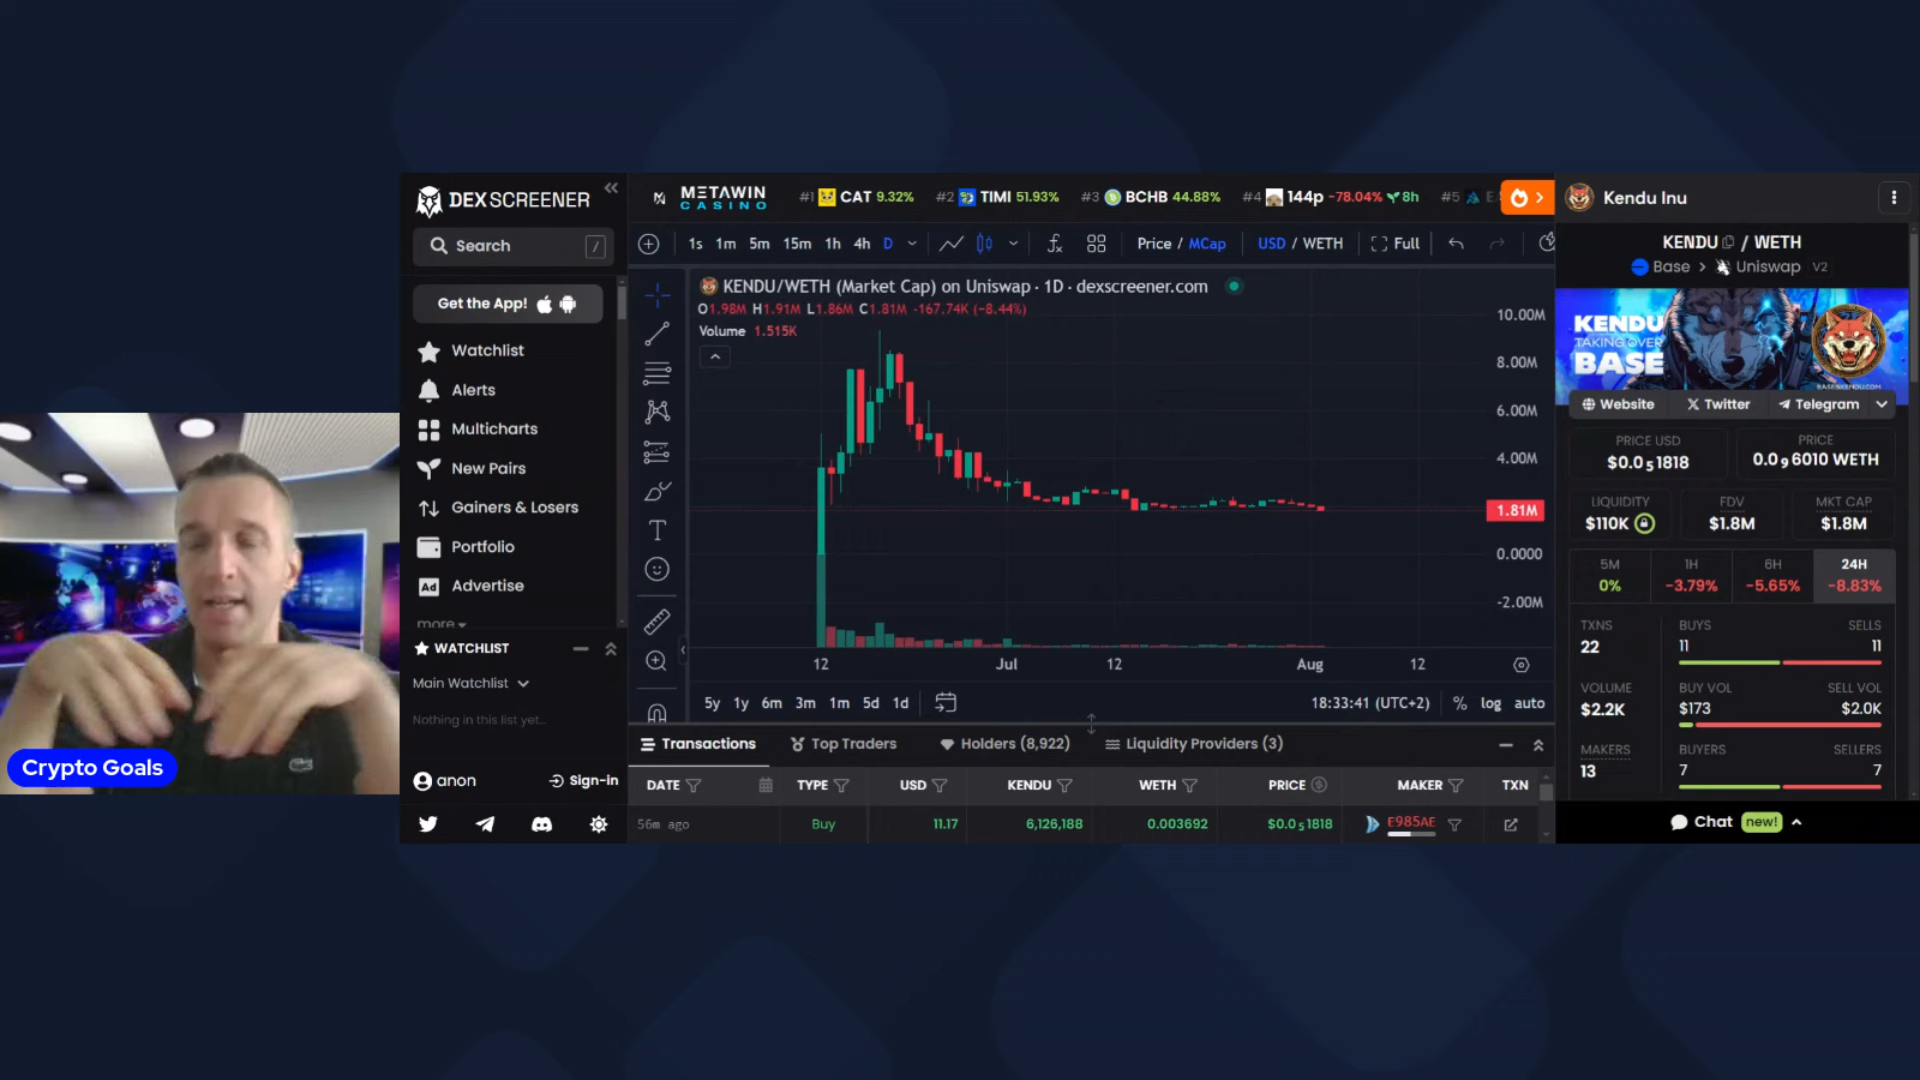 DEX SCREENER
Search /
Get the App!
Watchlist
Alerts
Multicharts
New Pairs
Gainers & Losers
Portfolio
Ad Advertise
more
WATCHLIST
Main Watchlist
Nothing in this list yet...
anon Sign-in
METAWIN CASINO
#1 CAT 9.32%
#2 TIMI 51.93%
#3 BCHB 44.88%
#4 144p -78.04% 8h
#5
1s 1m 5m 15m 1h 4h D
Price / MCap
USD / WETH
Full
KENDU/WETH (Market Cap) on Uniswap · 1D · dexscreener.com
O1.98M H1.91M L1.86M C1.81M -167.74K (-8.44%)
Volume 1.515K
10.00M
8.00M
6.00M
4.00M
1.81M
0.0000
-2.00M
12 Jul 12 Aug 12
5y 1y 6m 3m 1m 5d 1d
18:33:41 (UTC+2) % log auto
Transactions Top Traders Holders (8,922) Liquidity Providers (3)
DATE TYPE USD KENDU WETH PRICE MAKER TXN
56m ago Buy 11.17 6,126,188 0.003692 $0.0₅1818 E985AE
Kendu Inu
KENDU / WETH
Base > Uniswap V2
KENDU
TAKING OVER
BASE
Website Twitter Telegram
PRICE USD
$0.0₅1818
PRICE
0.0₉6010 WETH
LIQUIDITY
$110K
FDV
$1.8M
MKT CAP
$1.8M
5M
0%
1H
-3.79%
6H
-5.65%
24H
-8.83%
TXNS
22
BUYS
11
SELLS
11
VOLUME
$2.2K
BUY VOL
$173
SELL VOL
$2.0K
MAKERS
13
BUYERS
7
SELLERS
7
Chat new!
Crypto Goals